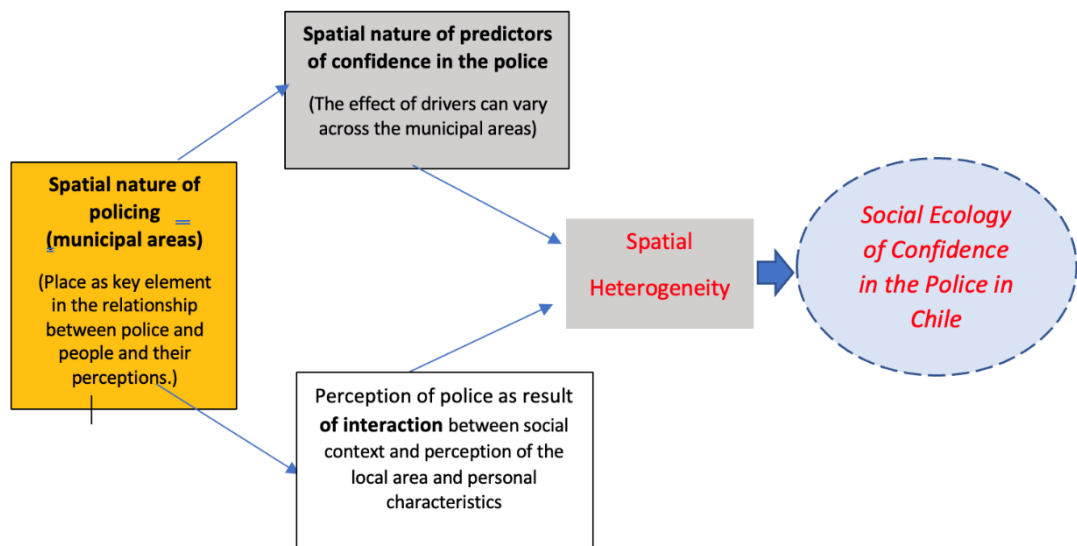 Spatial nature of predictors
of confidence in the police
(The effect of drivers can vary
across the municipal areas)
Spatial nature of
policing
(municipal areas)
(Place as key element
in the relationship
between police and
people and their
perceptions.)
Spatial
Heterogeneity
Social Ecology
of Confidence
in the Police in
Chile
Perception of police as result
of interaction between social
context and perception of the
local area and personal
characteristics